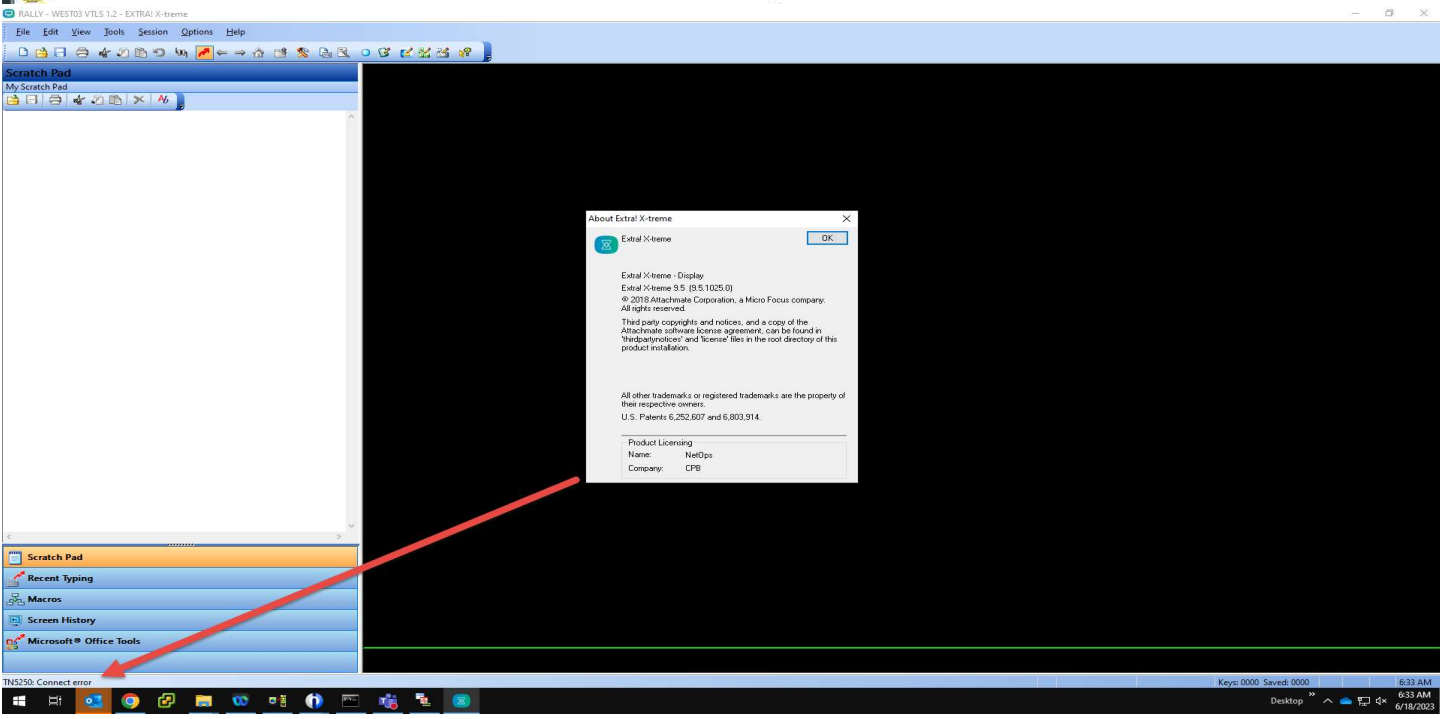 RALLY - WEST03 VTLS 1.2 - EXTRA! X-treme
File Edit View Tools Session Options Help
Scratch Pad
My Scratch Pad
About Extra! X-treme
Extra! X-treme
OK
Extra! X-treme - Display
Extra! X-treme 9.5 (9.5.1025.0)
© 2018 Attachmate Corporation, a Micro Focus company.
All rights reserved.
Third party copyrights and notices, and a copy of the
Attachmate software license agreement, can be found in
'thirdpartynotices' and 'license' files in the root directory of this
product installation.
All other trademarks or registered trademarks are the property of
their respective owners.
U.S. Patents 6,252,607 and 6,803,914.
Product Licensing
Name: NetOps
Company: CPB
Scratch Pad
Recent Typing
Macros
Screen History
Microsoft® Office Tools
TN5250: Connect error
Keys: 0000 Saved: 0000
6:33 AM
Desktop
6:33 AM
6/18/2023